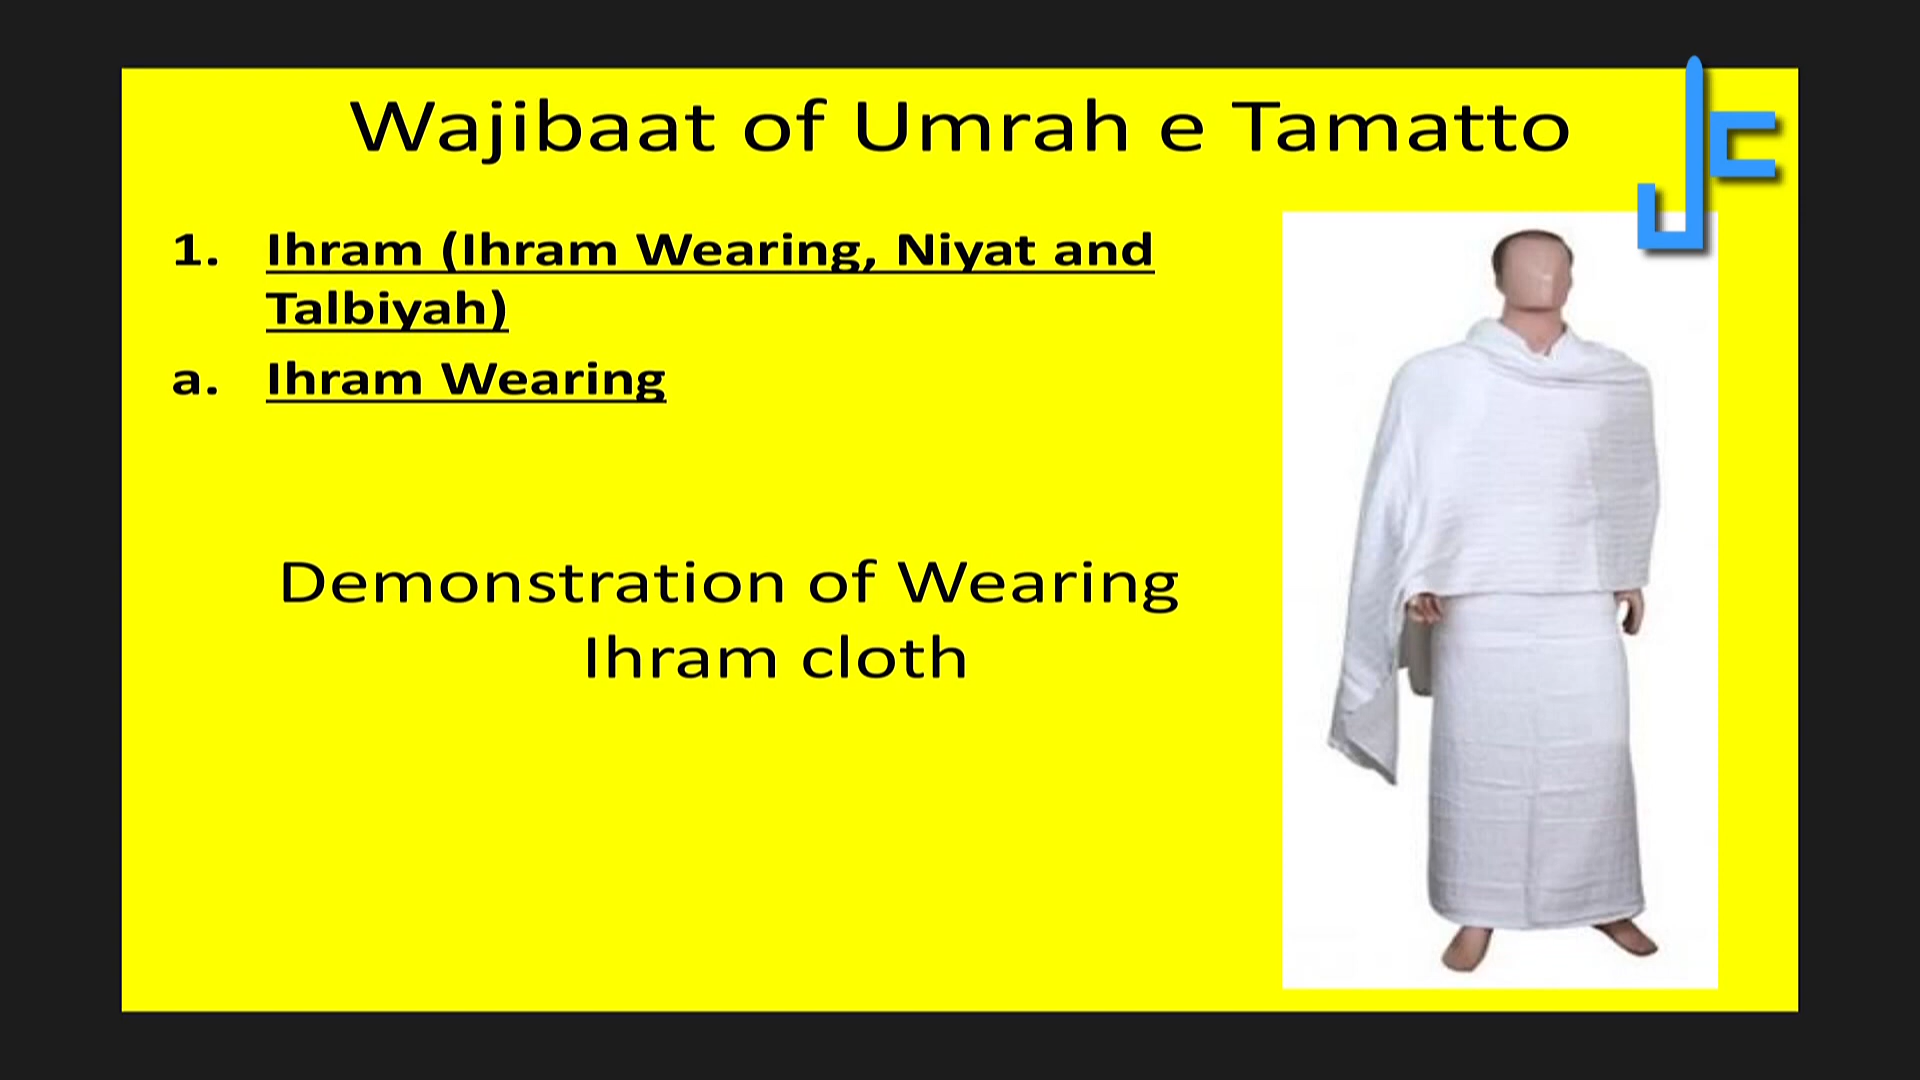 Wajibaat of Umrah e Tamatto
1. Ihram (Ihram Wearing, Niyat and
Talbiyah)
a. Ihram Wearing
Demonstration of Wearing
Ihram cloth